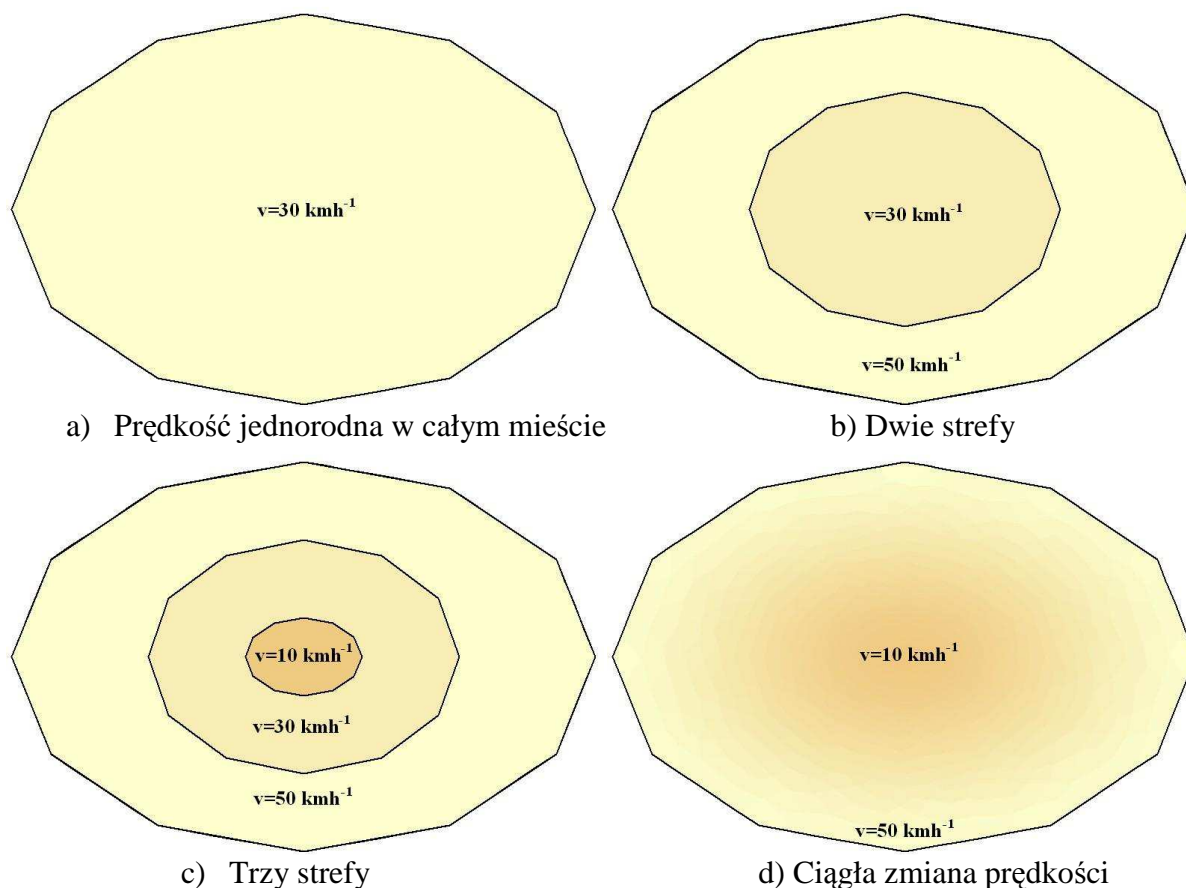 v=30 kmh⁻¹
a) Prędkość jednorodna w całym mieście
v=30 kmh⁻¹
v=50 kmh⁻¹
b) Dwie strefy
v=10 kmh⁻¹
v=30 kmh⁻¹
v=50 kmh⁻¹
c) Trzy strefy
v=10 kmh⁻¹
v=50 kmh⁻¹
d) Ciągła zmiana prędkości